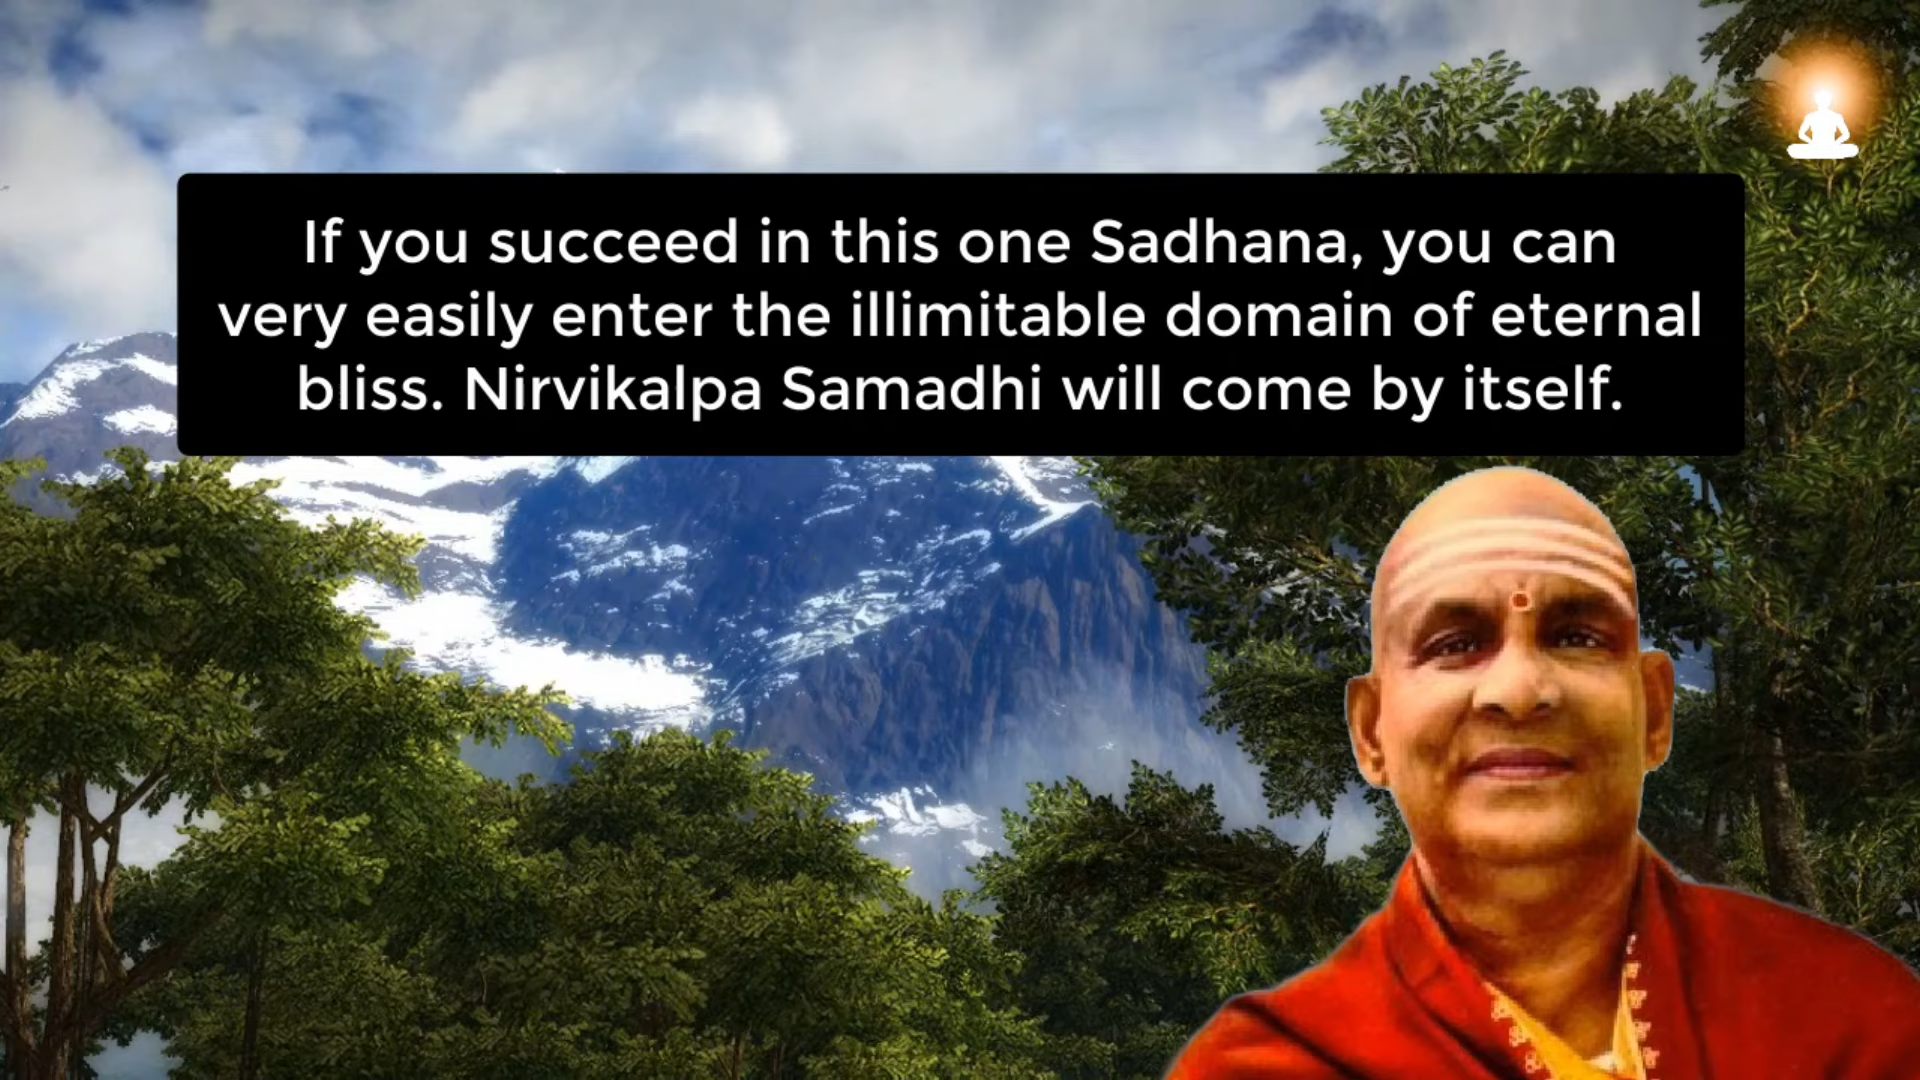 If you succeed in this one Sadhana, you can
very easily enter the illimitable domain of eternal
bliss. Nirvikalpa Samadhi will come by itself.